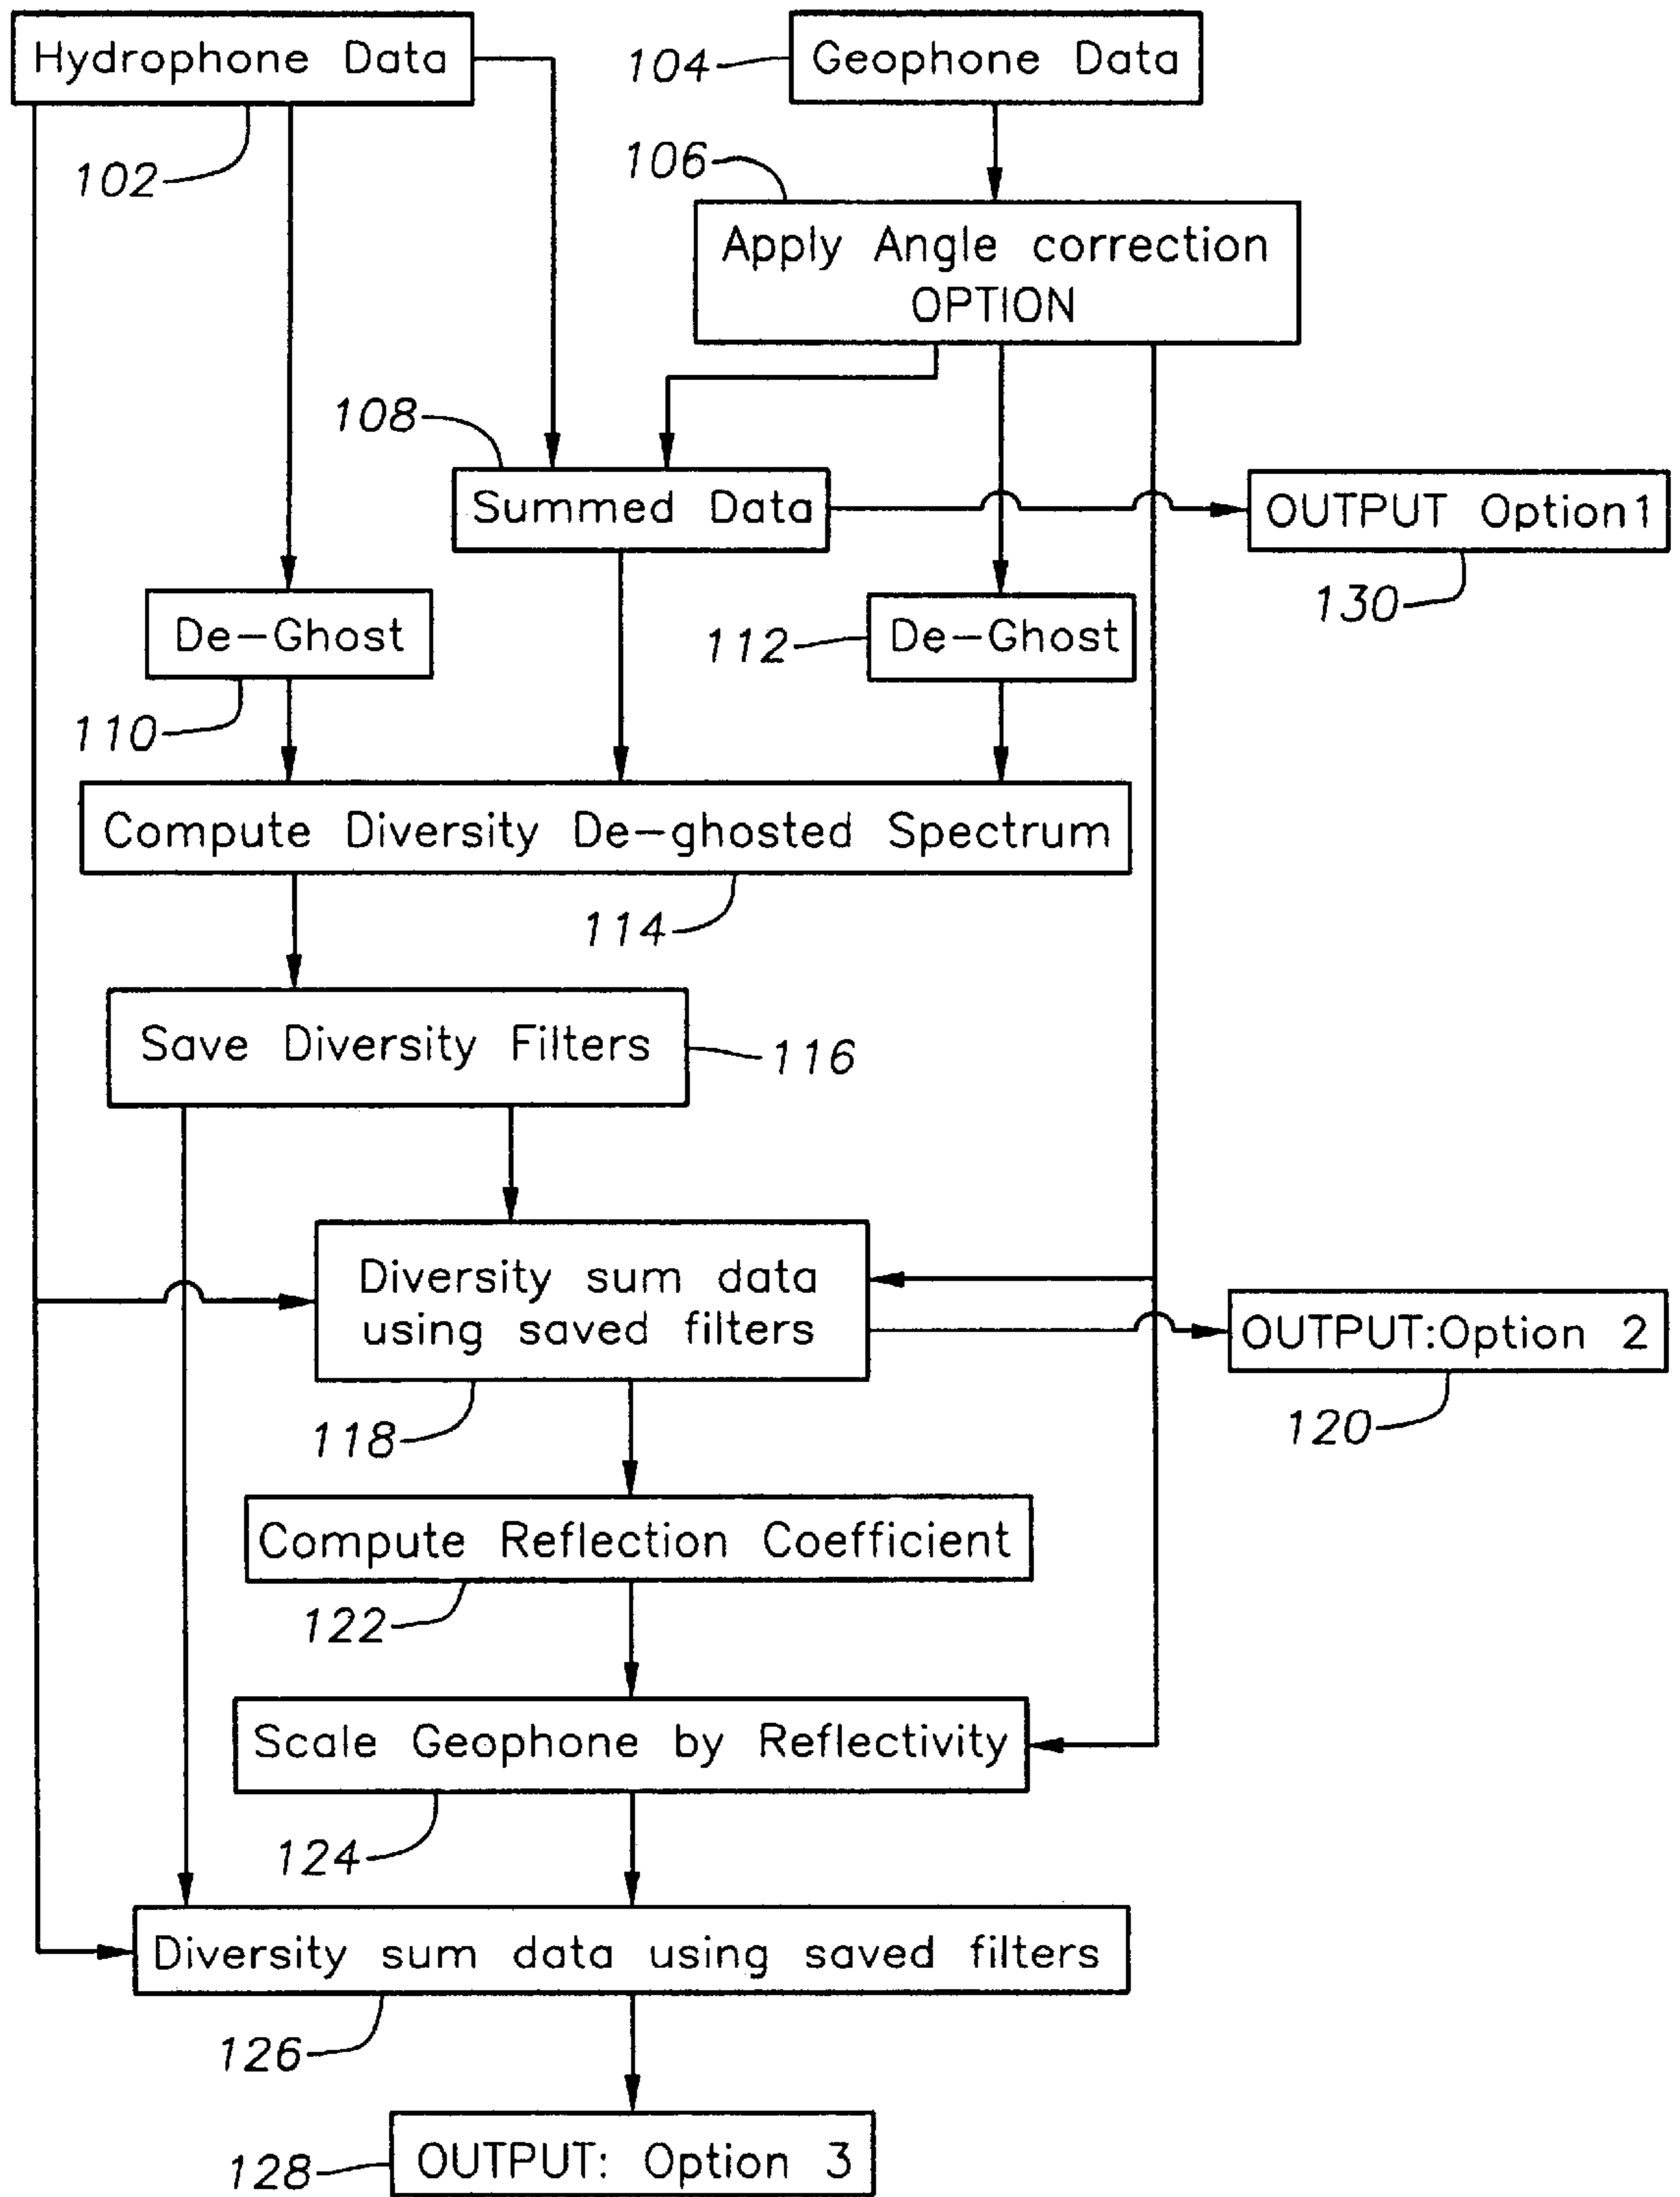 Hydrophone Data
104
Geophone Data
102
106
Apply Angle correction
OPTION
108
Summed Data
OUTPUT Option1
130
De-Ghost
110
112
De-Ghost
Compute Diversity De-ghosted Spectrum
114
Save Diversity Filters
116
Diversity sum data
using saved filters
118
OUTPUT:Option 2
120
Compute Reflection Coefficient
122
Scale Geophone by Reflectivity
124
Diversity sum data using saved filters
126
128
OUTPUT: Option 3